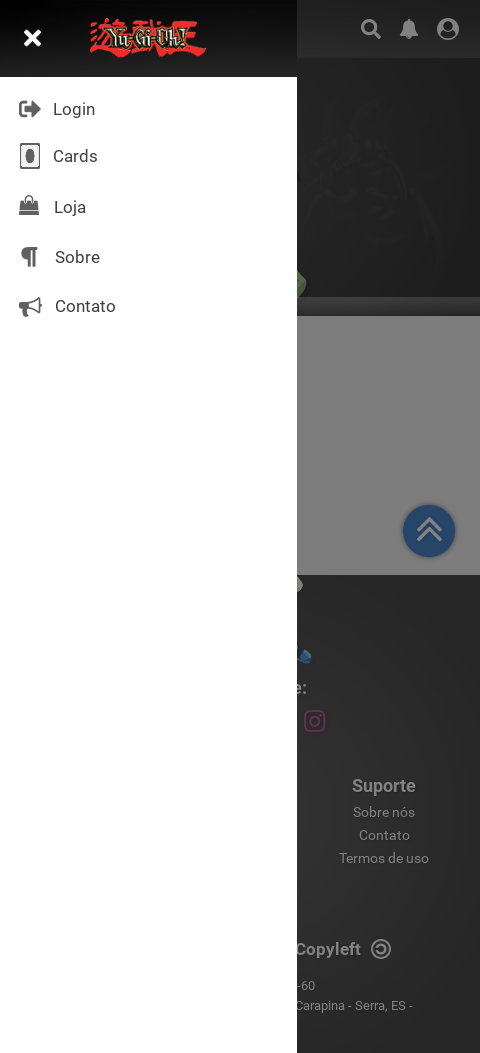 Yu-Gi-Oh!
Login
Cards
Loja
Sobre
Contato
e:
Suporte
Sobre nós
Contato
Termos de uso
Copyleft
-60
Carapina - Serra, ES -